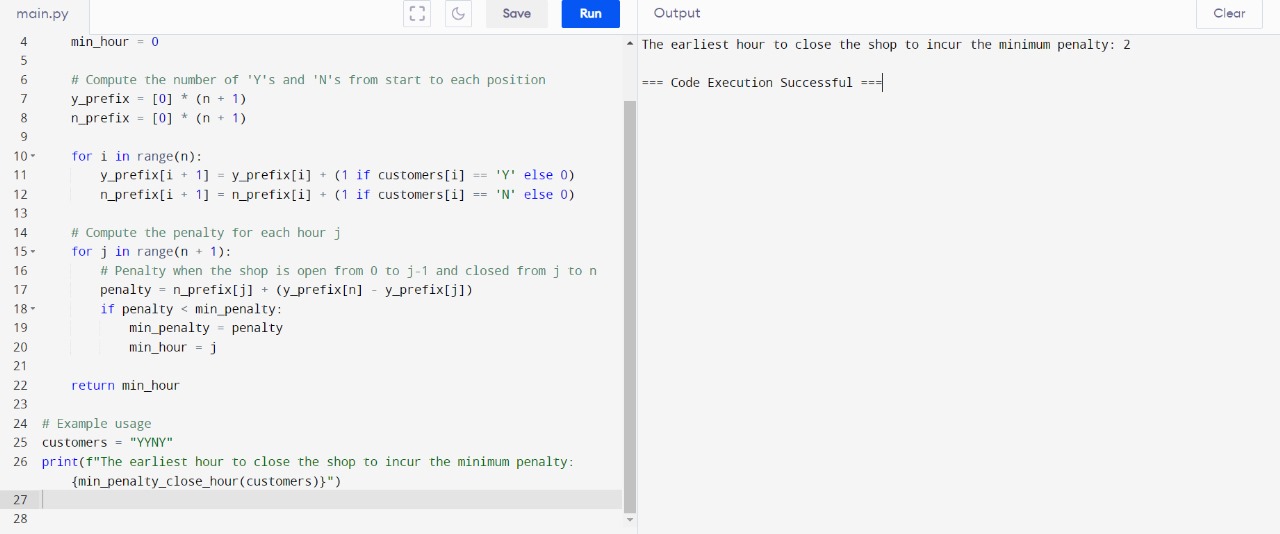 main.py
Save
Run
Output
Clear
4 min_hour = 0
5
6 # Compute the number of 'Y's and 'N's from start to each position
7 y_prefix = [0] * (n + 1)
8 n_prefix = [0] * (n + 1)
9
10 for i in range(n):
11 y_prefix[i + 1] = y_prefix[i] + (1 if customers[i] == 'Y' else 0)
12 n_prefix[i + 1] = n_prefix[i] + (1 if customers[i] == 'N' else 0)
13
14 # Compute the penalty for each hour j
15 for j in range(n + 1):
16 # Penalty when the shop is open from 0 to j-1 and closed from j to n
17 penalty = n_prefix[j] + (y_prefix[n] - y_prefix[j])
18 if penalty < min_penalty:
19 min_penalty = penalty
20 min_hour = j
21
22 return min_hour
23
24 # Example usage
25 customers = "YYNY"
26 print(f"The earliest hour to close the shop to incur the minimum penalty:
{min_penalty_close_hour(customers)}")
27
28
The earliest hour to close the shop to incur the minimum penalty: 2
=== Code Execution Successful ===